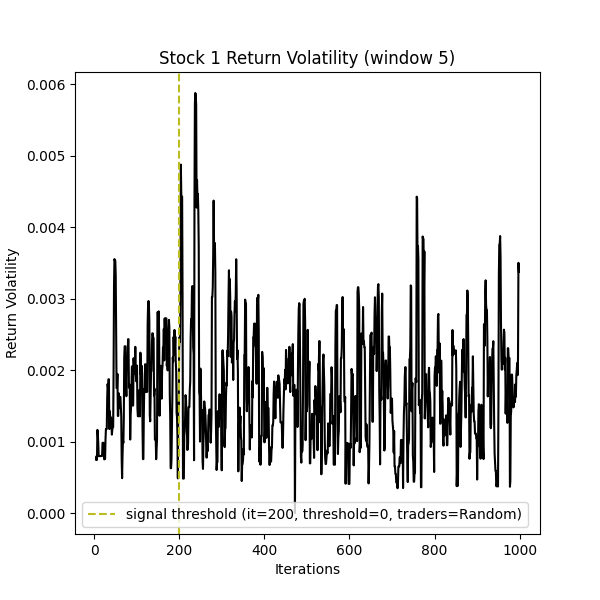 Stock 1 Return Volatility (window 5)
Return Volatility
0.006
0.005
0.004
0.003
0.002
0.001
0.000
signal threshold (it=200, threshold=0, traders=Random)
0 200 400 600 800 1000
Iterations